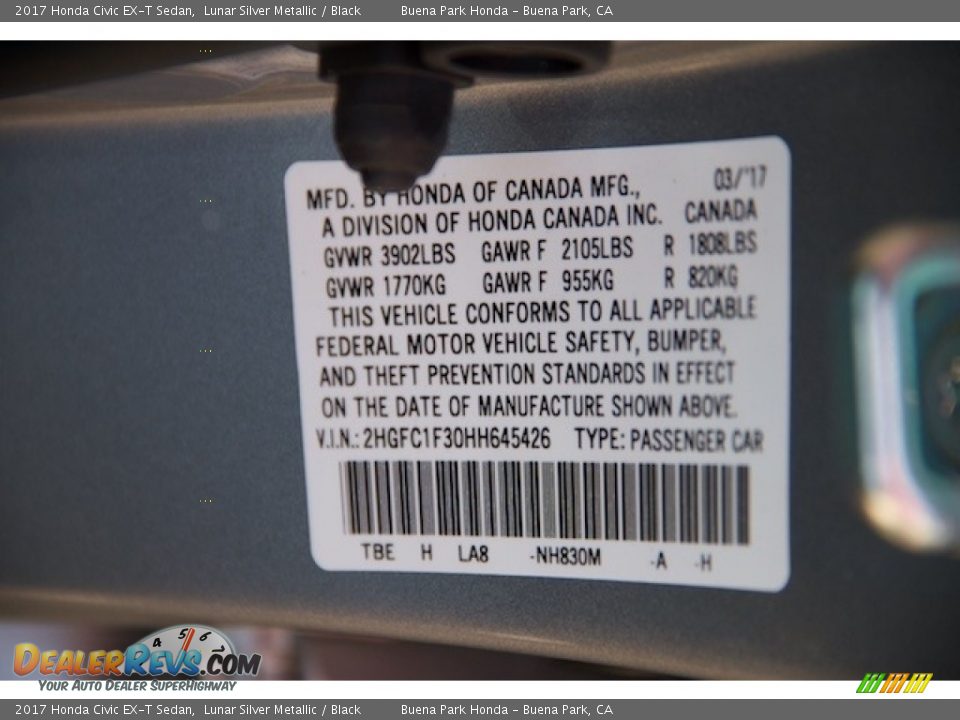 2017 Honda Civic EX-T Sedan, Lunar Silver Metallic / Black Buena Park Honda - Buena Park, CA
MFD. BY HONDA OF CANADA MFG., 03/'17
A DIVISION OF HONDA CANADA INC. CANADA
GVWR 3902LBS GAWR F 2105LBS R 1808LBS
GVWR 1770KG GAWR F 955KG R 820KG
THIS VEHICLE CONFORMS TO ALL APPLICABLE
FEDERAL MOTOR VEHICLE SAFETY, BUMPER,
AND THEFT PREVENTION STANDARDS IN EFFECT
ON THE DATE OF MANUFACTURE SHOWN ABOVE.
V.I.N.: 2HGFC1F30HH645426 TYPE: PASSENGER CAR
TBE H LA8 -NH830M -A -H
4 5 6
DEALERREVS.COM
YOUR AUTO DEALER SUPERHIGHWAY
2017 Honda Civic EX-T Sedan, Lunar Silver Metallic / Black Buena Park Honda - Buena Park, CA